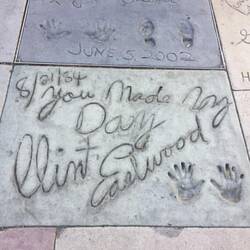 JUNE 5, 2002
8/21/84
You Made My
Day
Clint Eastwood